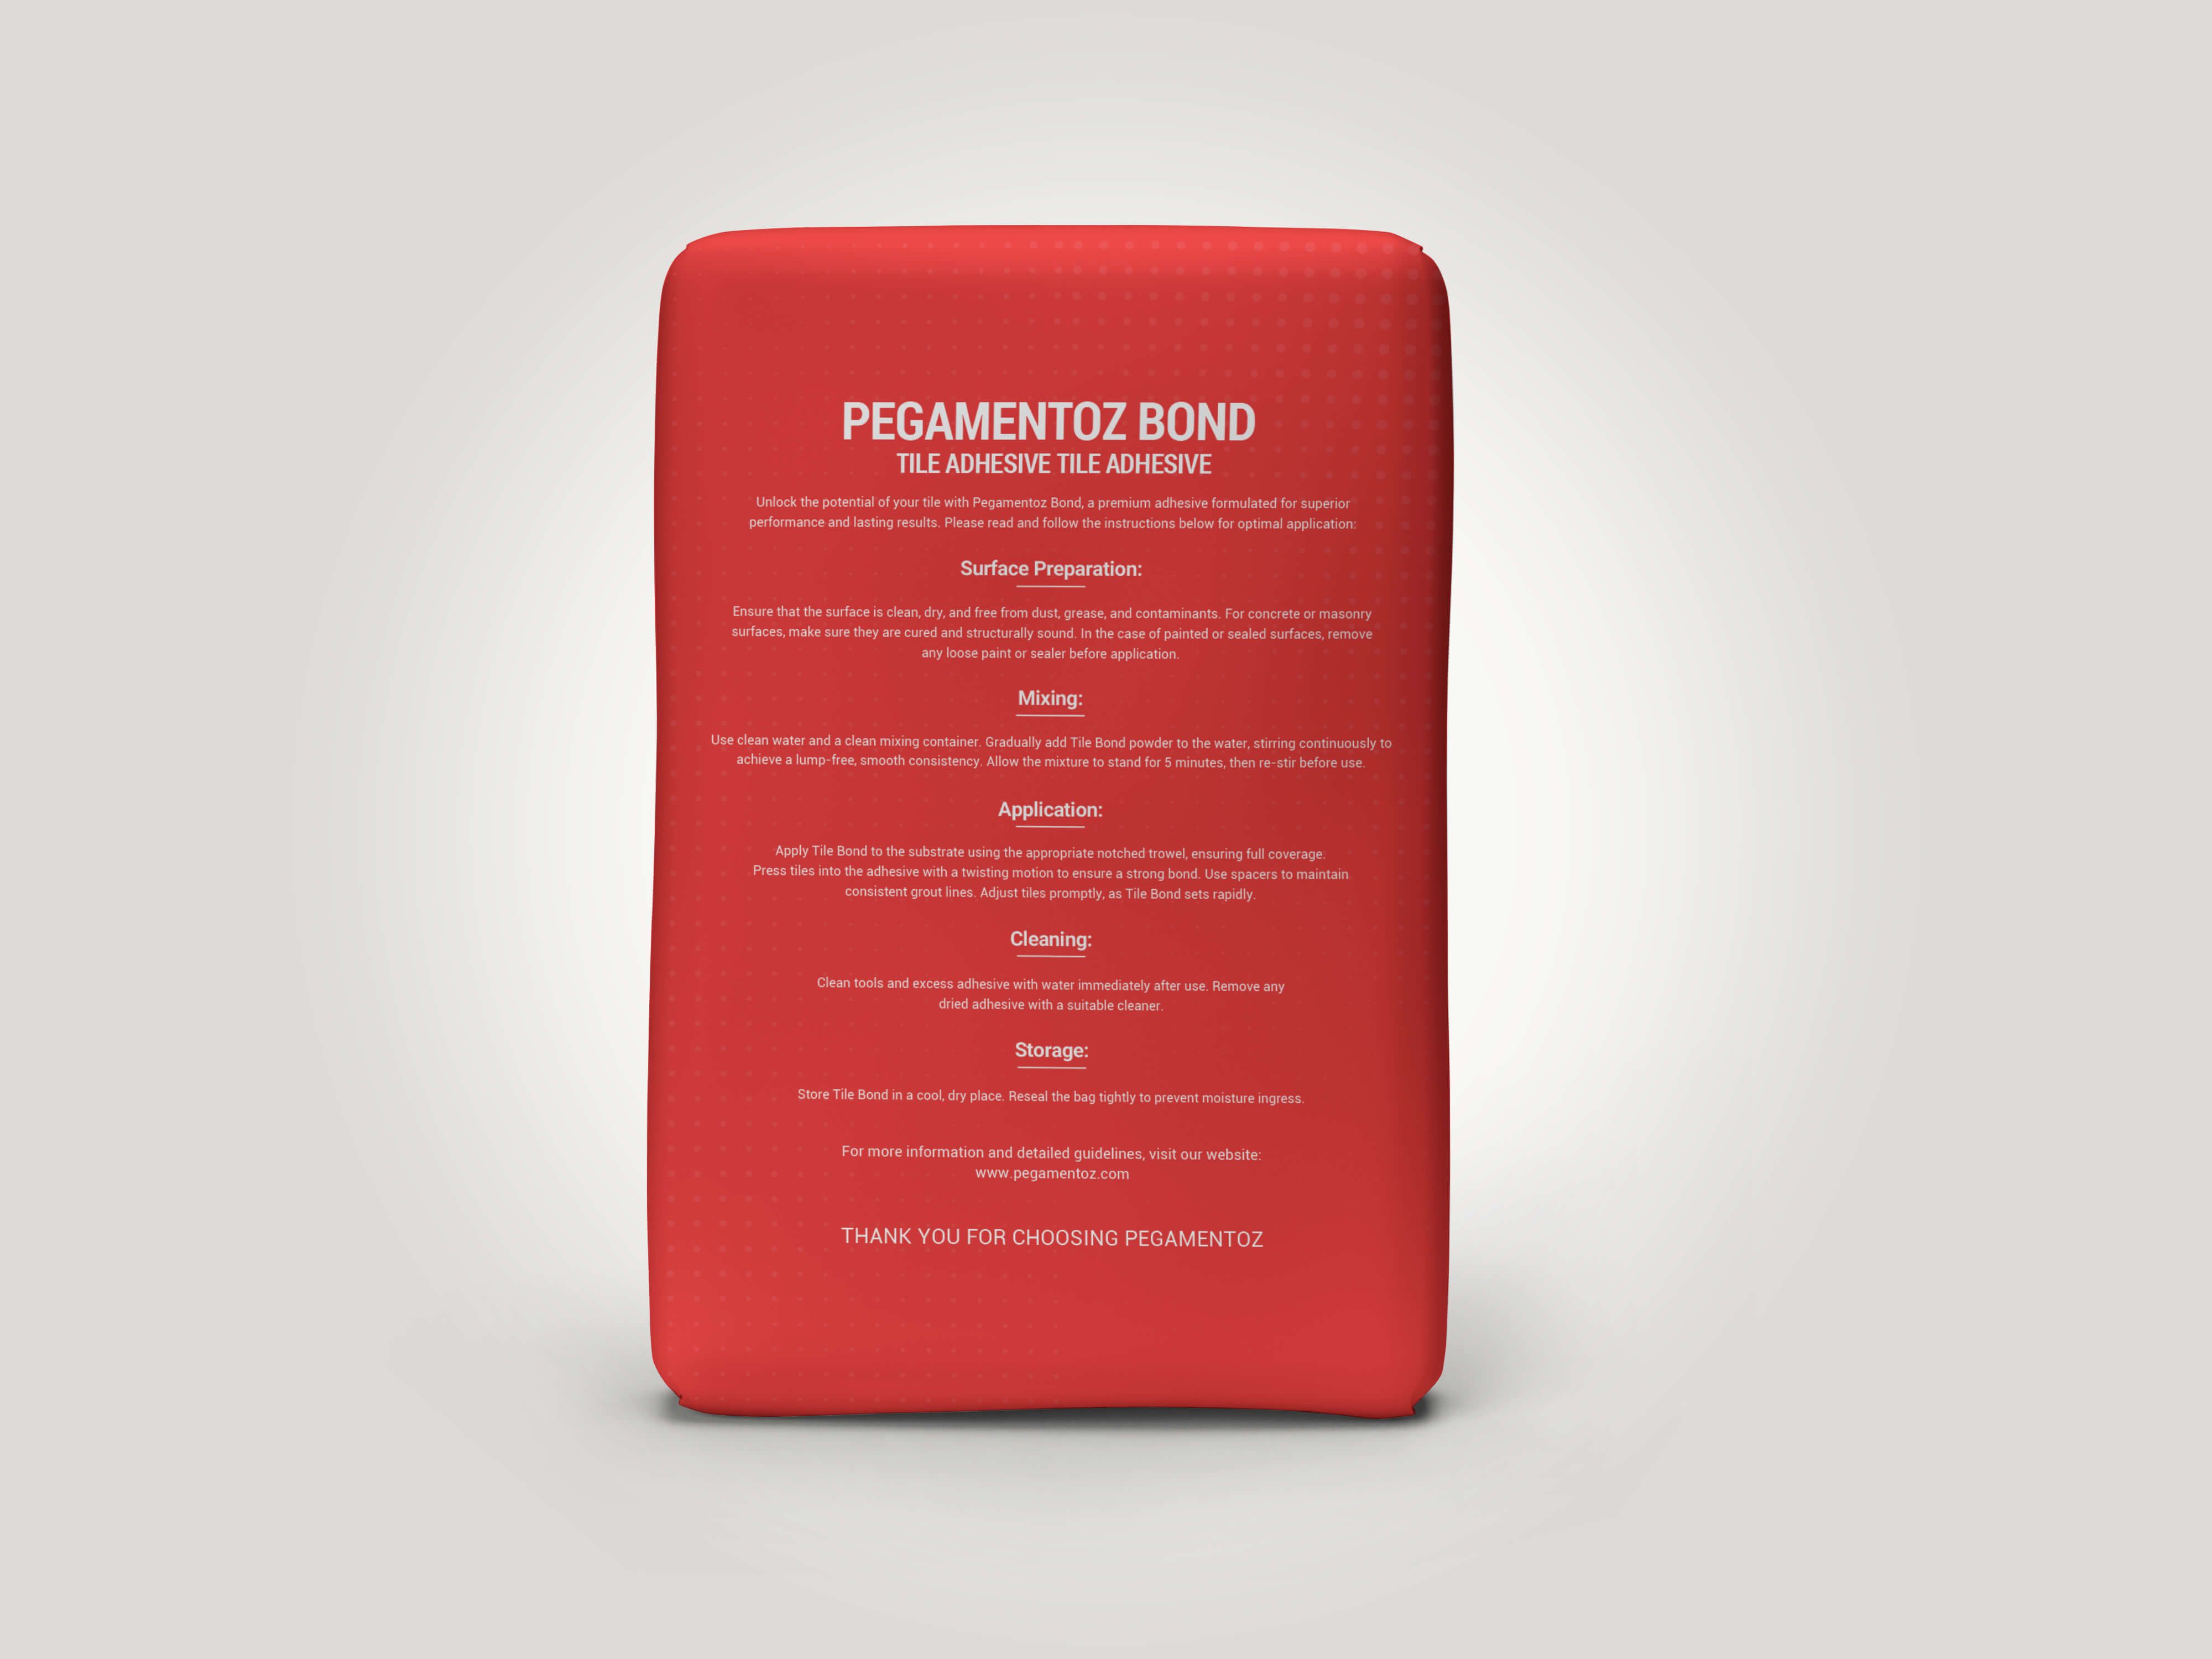 PEGAMENTOZ BOND
TILE ADHESIVE TILE ADHESIVE
Unlock the potential of your tile with Pegamentoz Bond, a premium adhesive formulated for superior
performance and lasting results. Please read and follow the instructions below for optimal application:
Surface Preparation:
Ensure that the surface is clean, dry, and free from dust, grease, and contaminants. For concrete or masonry
surfaces, make sure they are cured and structurally sound. In the case of painted or sealed surfaces, remove
any loose paint or sealer before application.
Mixing:
Use clean water and a clean mixing container. Gradually add Tile Bond powder to the water, stirring continuously to
achieve a lump-free, smooth consistency. Allow the mixture to stand for 5 minutes, then re-stir before use.
Application:
Apply Tile Bond to the substrate using the appropriate notched trowel, ensuring full coverage.
Press tiles into the adhesive with a twisting motion to ensure a strong bond. Use spacers to maintain
consistent grout lines. Adjust tiles promptly, as Tile Bond sets rapidly.
Cleaning:
Clean tools and excess adhesive with water immediately after use. Remove any
dried adhesive with a suitable cleaner.
Storage:
Store Tile Bond in a cool, dry place. Reseal the bag tightly to prevent moisture ingress.
For more information and detailed guidelines, visit our website:
www.pegamentoz.com
THANK YOU FOR CHOOSING PEGAMENTOZ